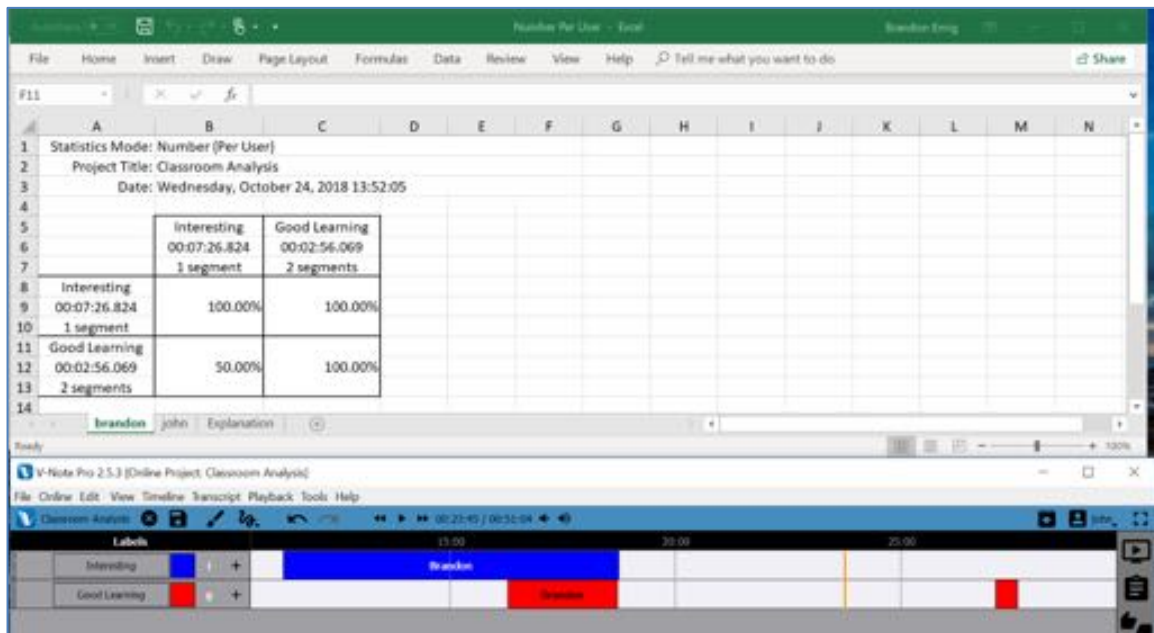 Number Per User - Excel
Brandon Emig
File Home Insert Draw Page Layout Formulas Data Review View Help Tell me what you want to do Share
F11
fx
A B C D E F G H I J K L M N
1 Statistics Mode: Number (Per User)
2 Project Title: Classroom Analysis
3 Date: Wednesday, October 24, 2018 13:52:05
4
5 Interesting Good Learning
6 00:07:26.824 00:02:56.069
7 1 segment 2 segments
8 Interesting
9 00:07:26.824 100.00% 100.00%
10 1 segment
11 Good Learning
12 00:02:56.069 50.00% 100.00%
13 2 segments
14
brandon john Explanation
Ready 100%
V-Note Pro 2.5.3 [Online Project: Classroom Analysis]
File Online Edit View Timeline Transcript Playback Tools Help
Classroom Analysis 00:23:45 / 00:51:04 john
Labels 15:00 20:00 25:00
Interesting Brandon
Good Learning Brandon